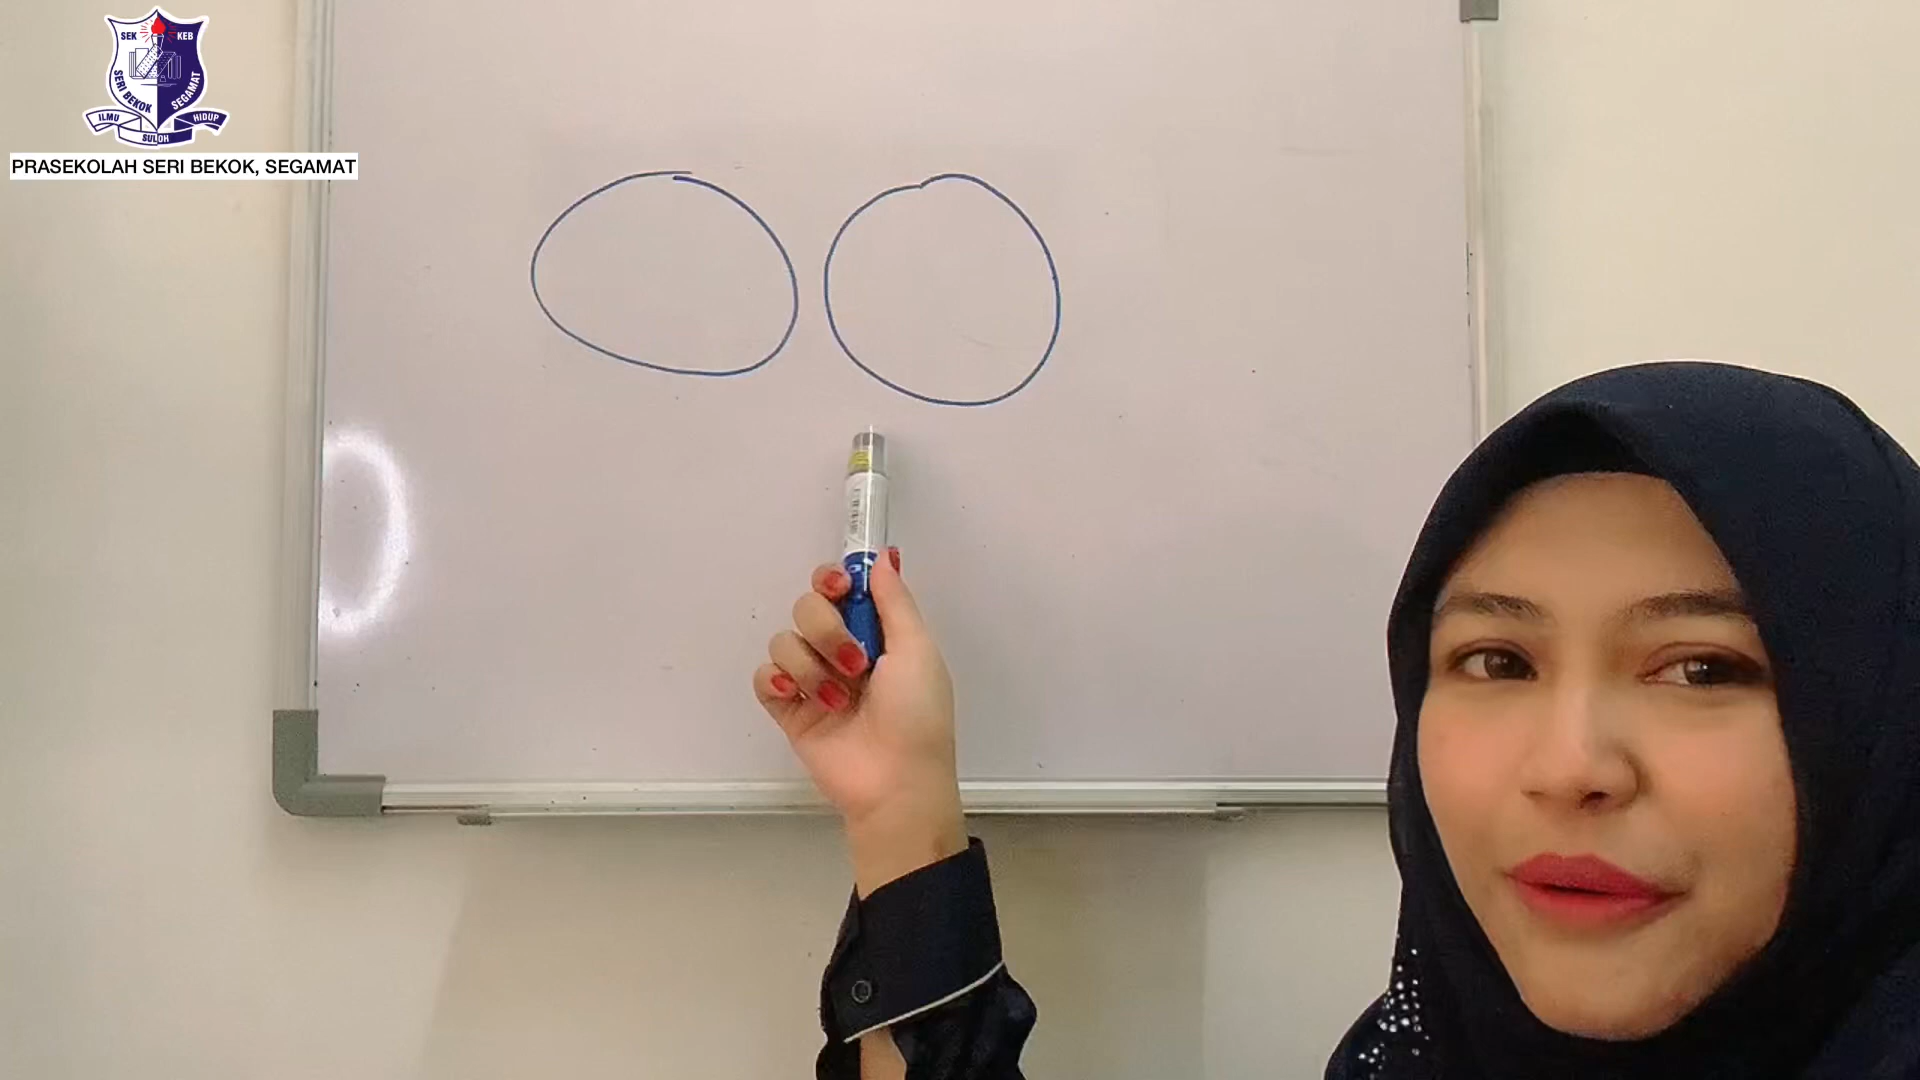 SEK KEB
SERI BEKOK SEGAMAT
ILMU SULOH HIDUP
PRASEKOLAH SERI BEKOK, SEGAMAT